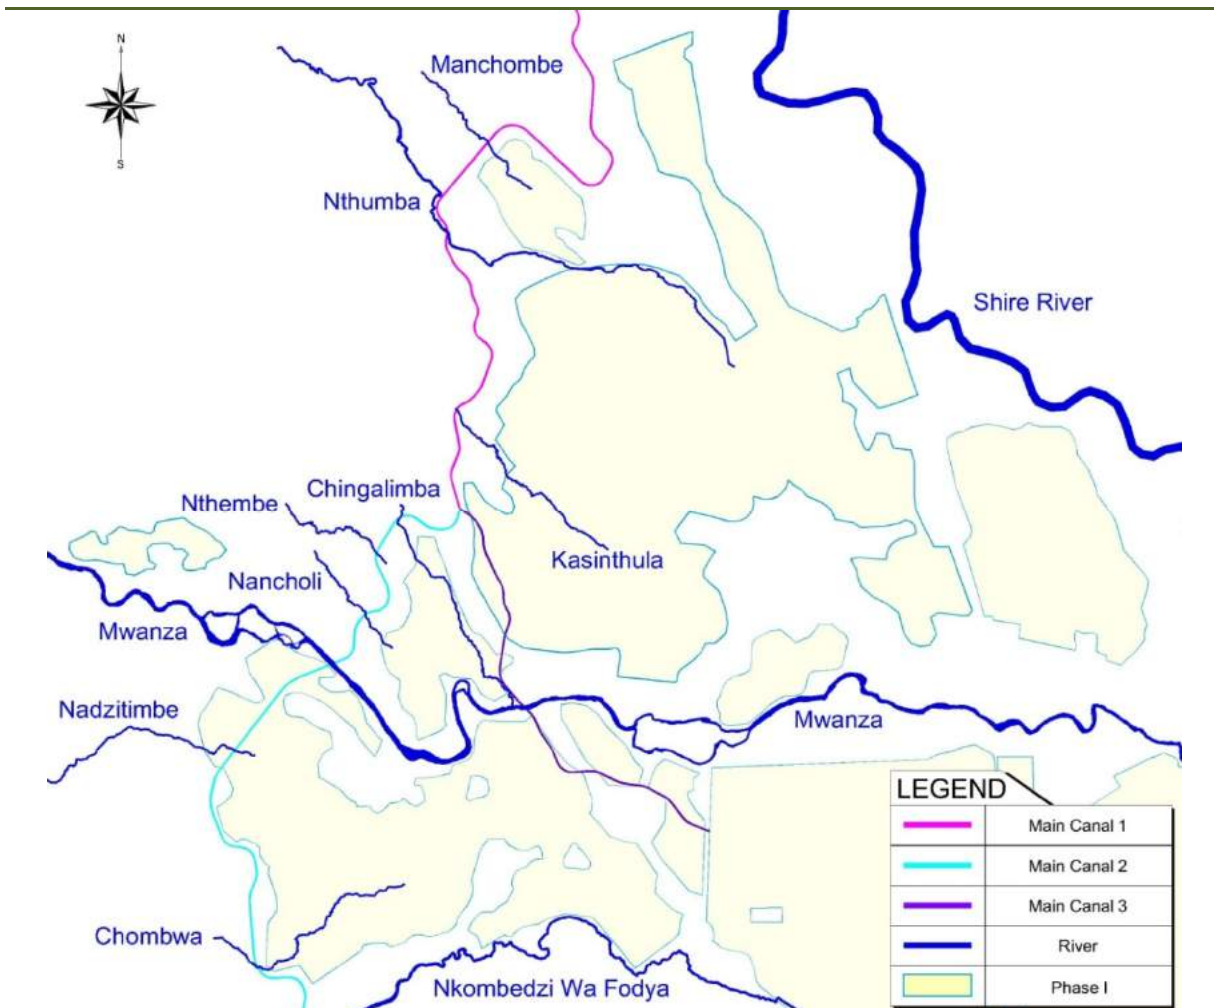 N
S
Manchombe
Nthumba
Shire River
Chingalimba
Nthembe
Kasinthula
Nancholi
Mwanza
Nadzitimbe
Mwanza
Chombwa
Nkombedzi Wa Fodya
LEGEND
Main Canal 1
Main Canal 2
Main Canal 3
River
Phase I